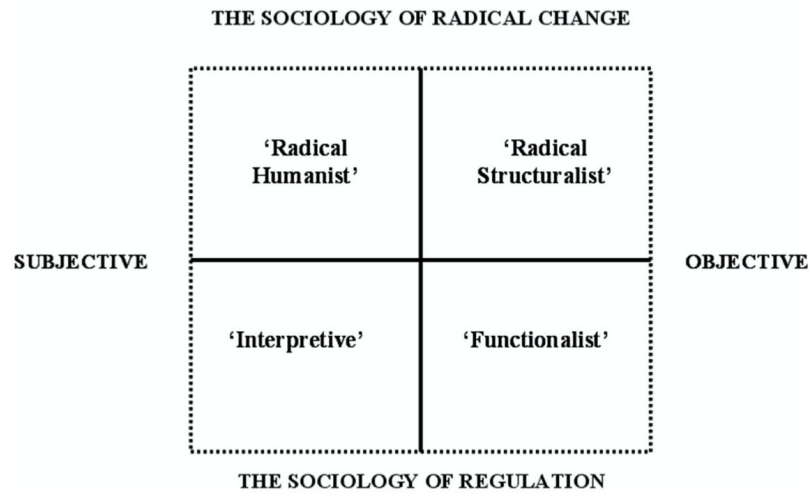 THE SOCIOLOGY OF RADICAL CHANGE
‘Radical
Humanist’
‘Radical
Structuralist’
SUBJECTIVE
OBJECTIVE
‘Interpretive’
‘Functionalist’
THE SOCIOLOGY OF REGULATION